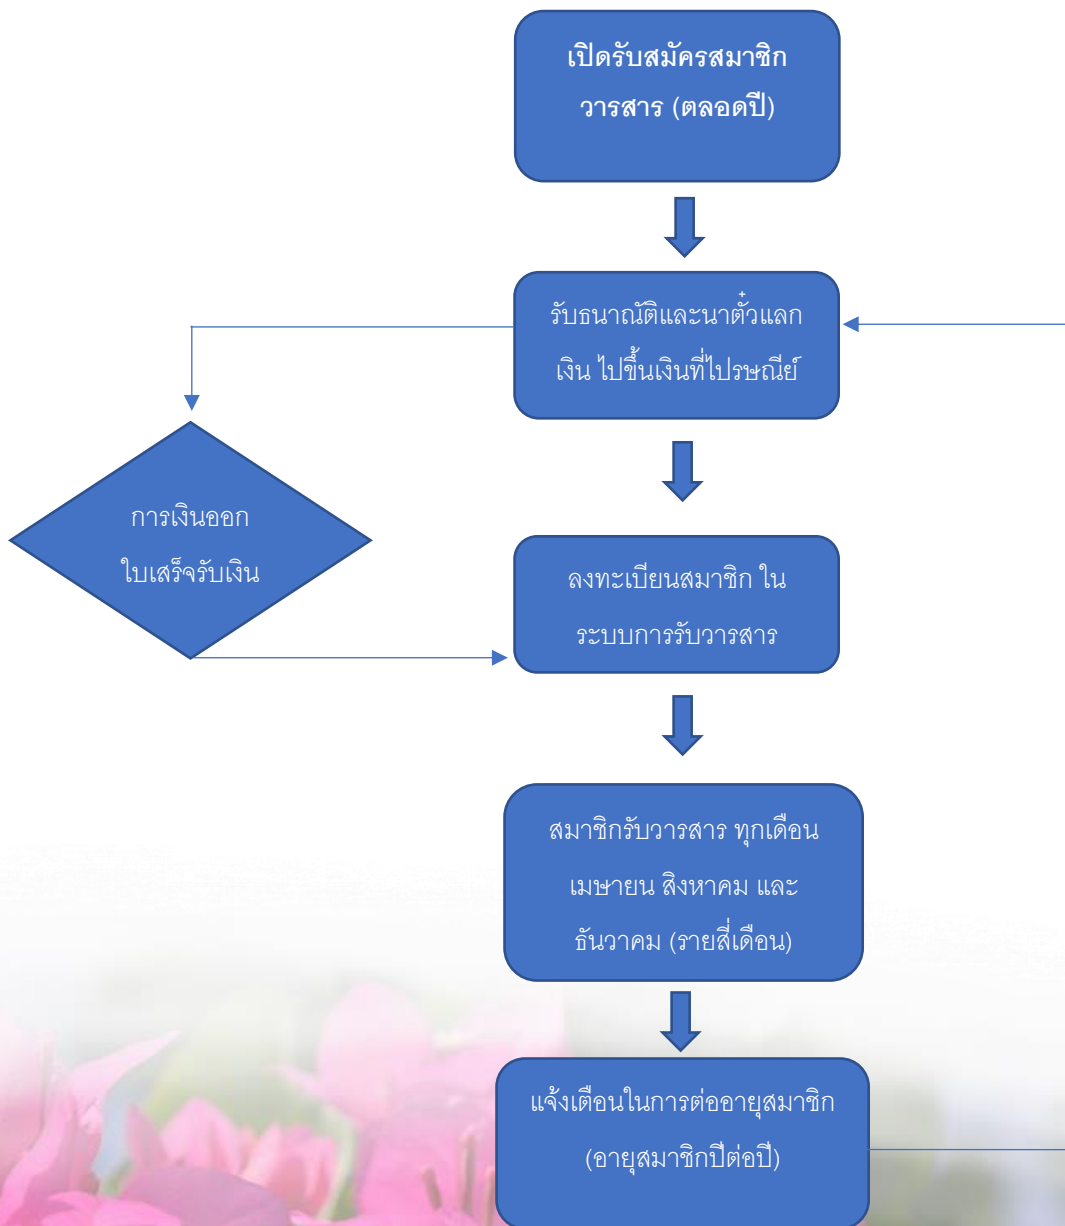 เปิดรับสมัครสมาชิก
วารสาร (ตลอดปี)
รับธนาณัติและนาตั๋วแลก
เงิน ไปขึ้นเงินที่ไปรษณีย์
การเงินออก
ใบเสร็จรับเงิน
ลงทะเบียนสมาชิก ใน
ระบบการรับวารสาร
สมาชิกรับวารสาร ทุกเดือน
เมษายน สิงหาคม และ
ธันวาคม (รายสี่เดือน)
แจ้งเตือนในการต่ออายุสมาชิก
(อายุสมาชิกปีต่อปี)